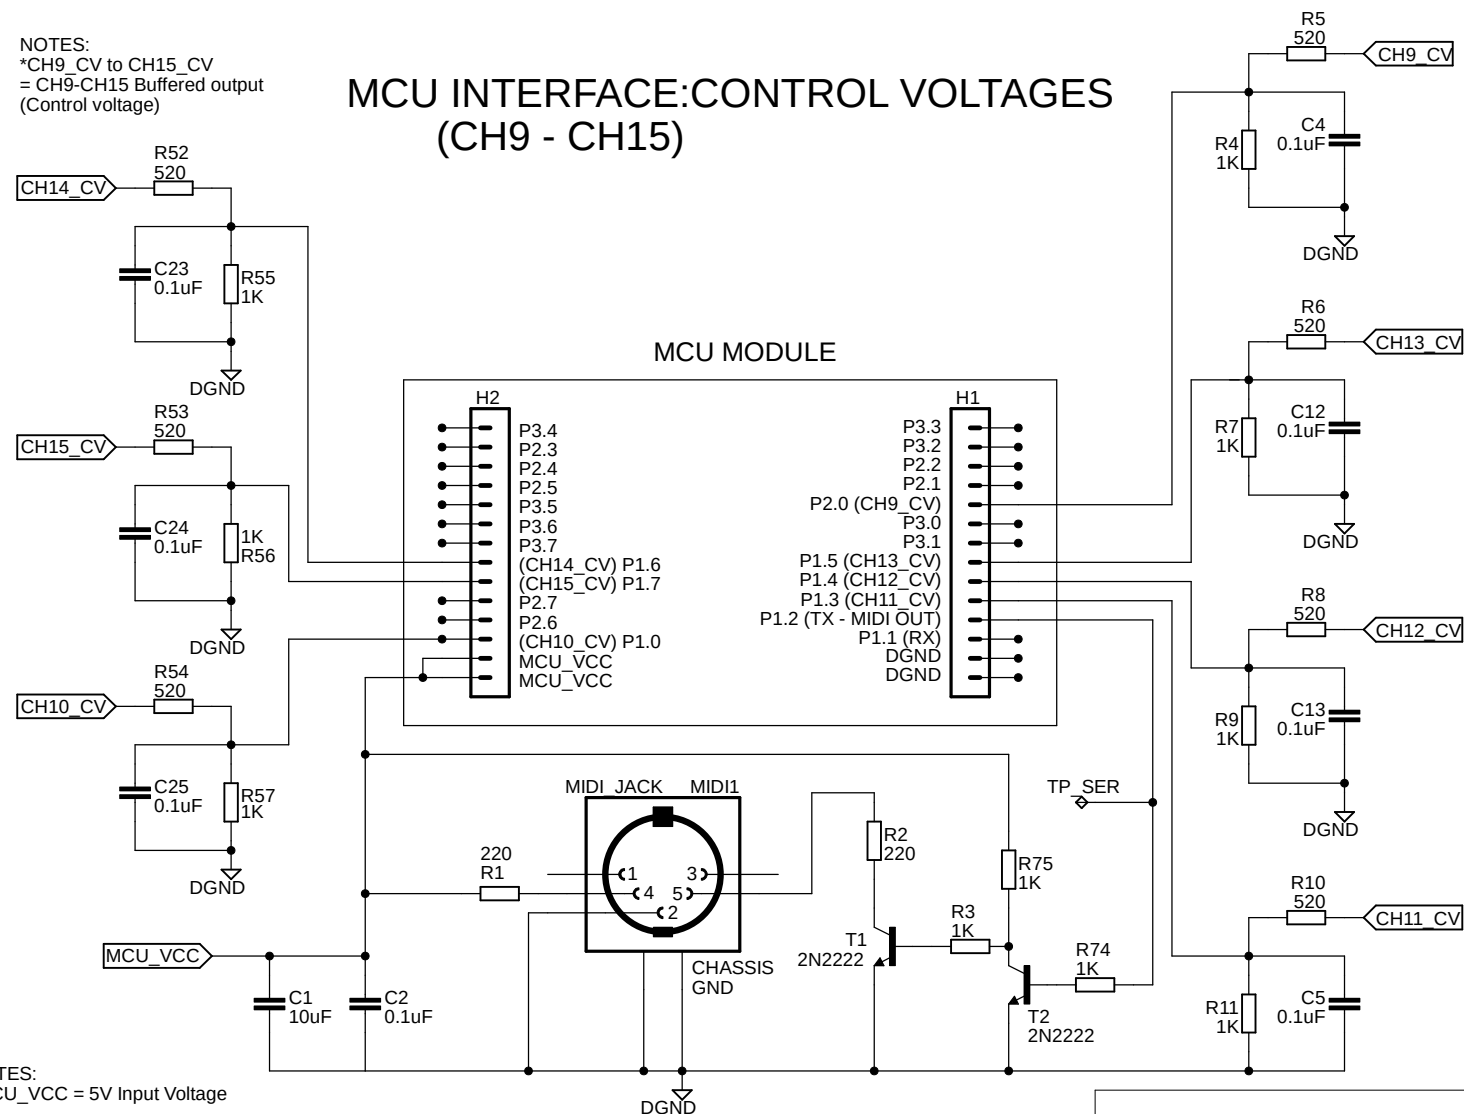 NOTES:
*CH9_CV to CH15_CV
= CH9-CH15 Buffered output
(Control voltage)
MCU INTERFACE:CONTROL VOLTAGES
(CH9 - CH15)
R5
520
CH9_CV
R4
1K
C4
0.1uF
DGND
R52
520
CH14_CV
C23
0.1uF
R55
1K
DGND
R6
520
CH13_CV
R7
1K
C12
0.1uF
DGND
R53
520
CH15_CV
C24
0.1uF
1K
R56
DGND
MCU MODULE
H2
P3.4
P2.3
P2.4
P2.5
P3.5
P3.6
P3.7
(CH14_CV) P1.6
(CH15_CV) P1.7
P2.7
P2.6
(CH10_CV) P1.0
MCU_VCC
MCU_VCC
H1
P3.3
P3.2
P2.2
P2.1
P2.0 (CH9_CV)
P3.0
P3.1
P1.5 (CH13_CV)
P1.4 (CH12_CV)
P1.3 (CH11_CV)
P1.2 (TX - MIDI OUT)
P1.1 (RX)
DGND
DGND
R8
520
CH12_CV
R9
1K
C13
0.1uF
DGND
R54
520
CH10_CV
C25
0.1uF
R57
1K
DGND
MIDI_JACK MIDI1
1
3
4
5
2
CHASSIS
GND
220
R1
R2
220
TP_SER
R75
1K
R3
1K
T1
2N2222
R74
1K
T2
2N2222
R10
520
CH11_CV
R11
1K
C5
0.1uF
MCU_VCC
C1
10uF
C2
0.1uF
DGND
TES:
CU_VCC = 5V Input Voltage